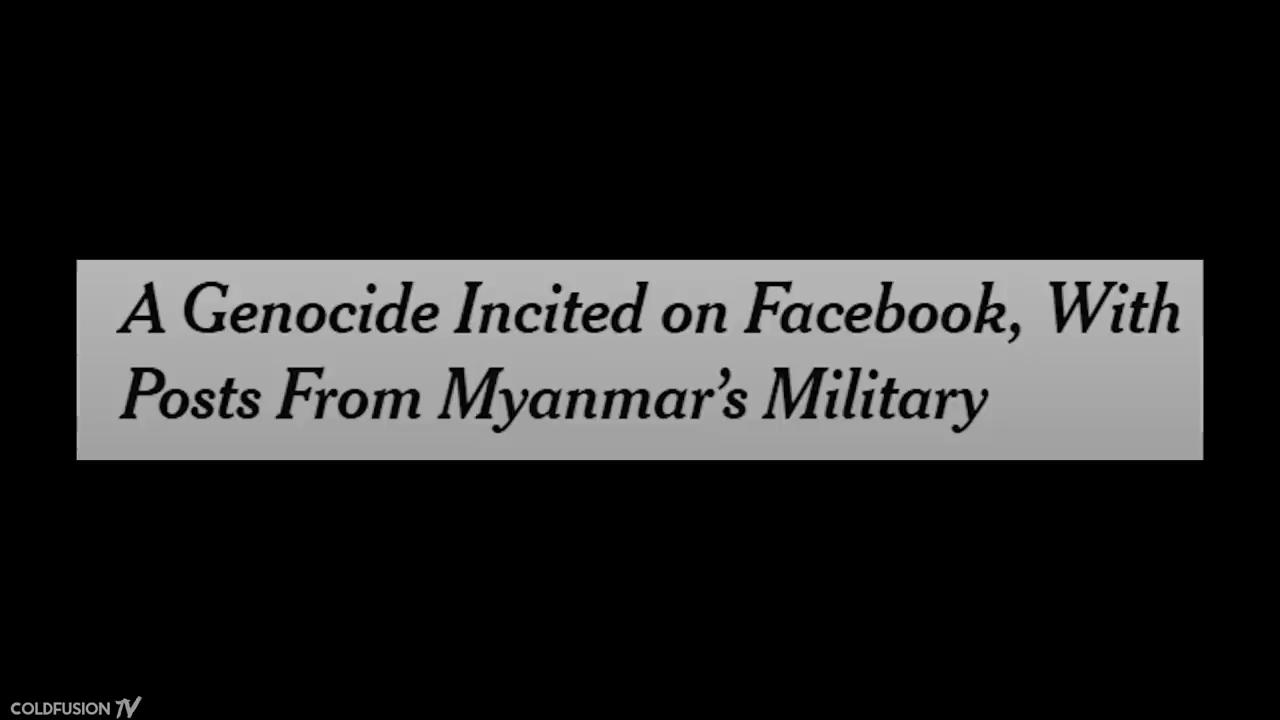 A Genocide Incited on Facebook, With
Posts From Myanmar’s Military
COLDFUSION TV